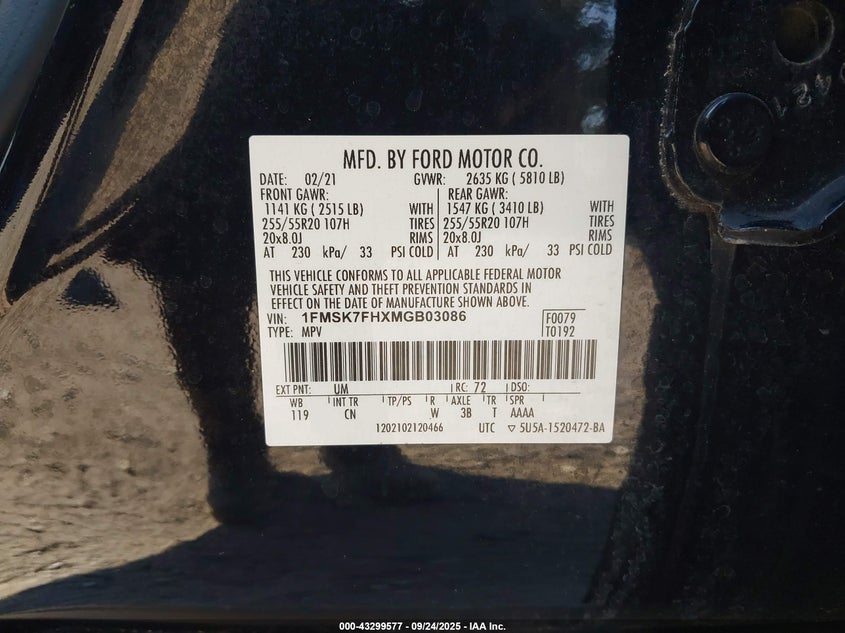 MFD. BY FORD MOTOR CO.
DATE: 02/21 GVWR: 2635 KG ( 5810 LB)
FRONT GAWR: REAR GAWR:
1141 KG ( 2515 LB) WITH 1547 KG ( 3410 LB) WITH
255/55R20 107H TIRES 255/55R20 107H TIRES
20x8.0J RIMS 20x8.0J RIMS
AT 230 kPa/ 33 PSI COLD AT 230 kPa/ 33 PSI COLD
THIS VEHICLE CONFORMS TO ALL APPLICABLE FEDERAL MOTOR
VEHICLE SAFETY AND THEFT PREVENTION STANDARDS IN
EFFECT ON THE DATE OF MANUFACTURE SHOWN ABOVE.
VIN: 1FMSK7FHXMGB03086 F0079
TYPE: MPV T0192
EXT PNT: UM RC: 72 DSO:
WB INT TR TP/PS R AXLE TR SPR
119 CN W 3B T AAAA
1202102120466 UTC ▽ 5U5A-1520472-BA
000-43299577 - 09/24/2025 - IAA Inc.